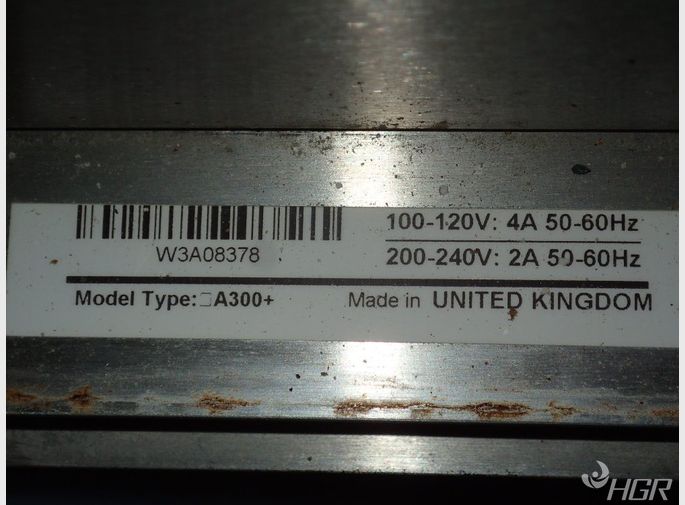 W3A08378
100-120V: 4A 50-60Hz
200-240V: 2A 50-60Hz
Model Type:□A300+
Made in UNITED KINGDOM
HGR